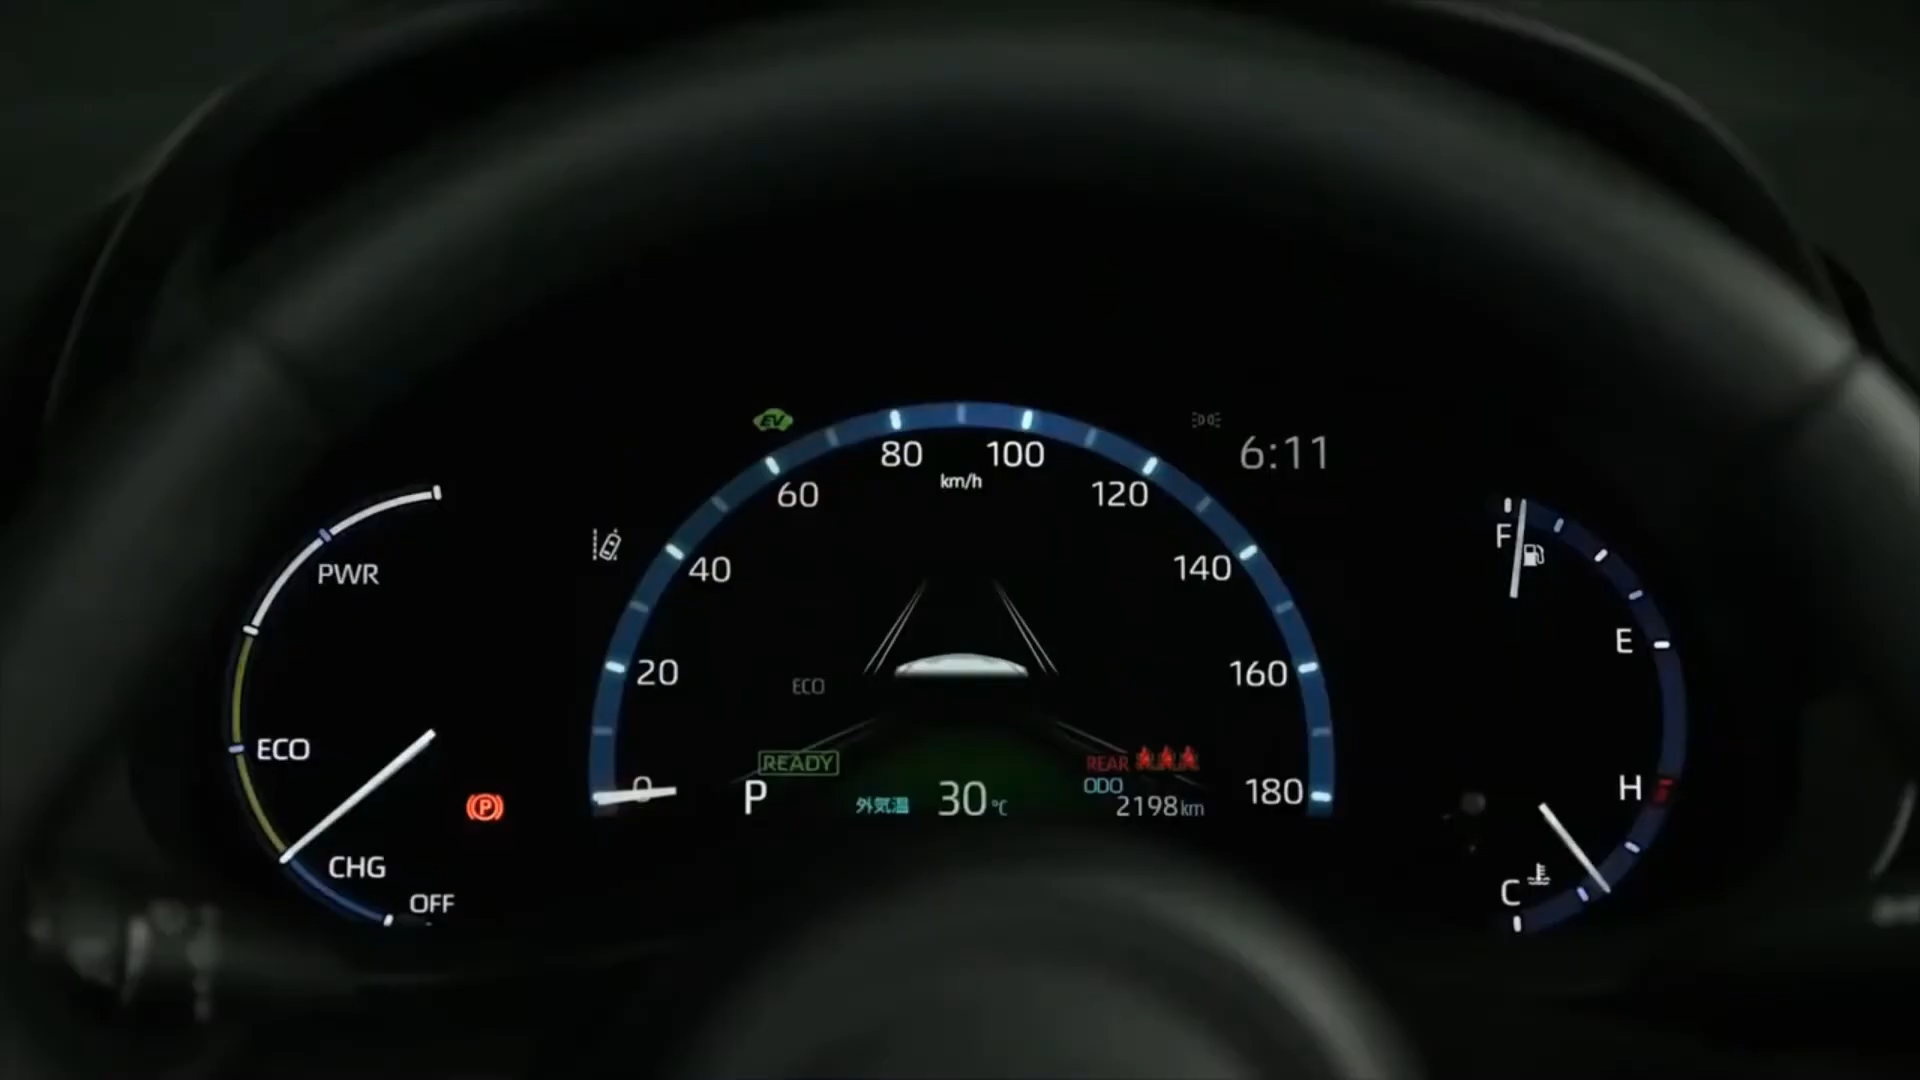 EV
80
100
km/h
6:11
60
120
F
40
140
PWR
E
20
160
ECO
ECO
READY
REAR
ODO
0
P
外気温
30℃
2198km
180
H
P
CHG
OFF
C